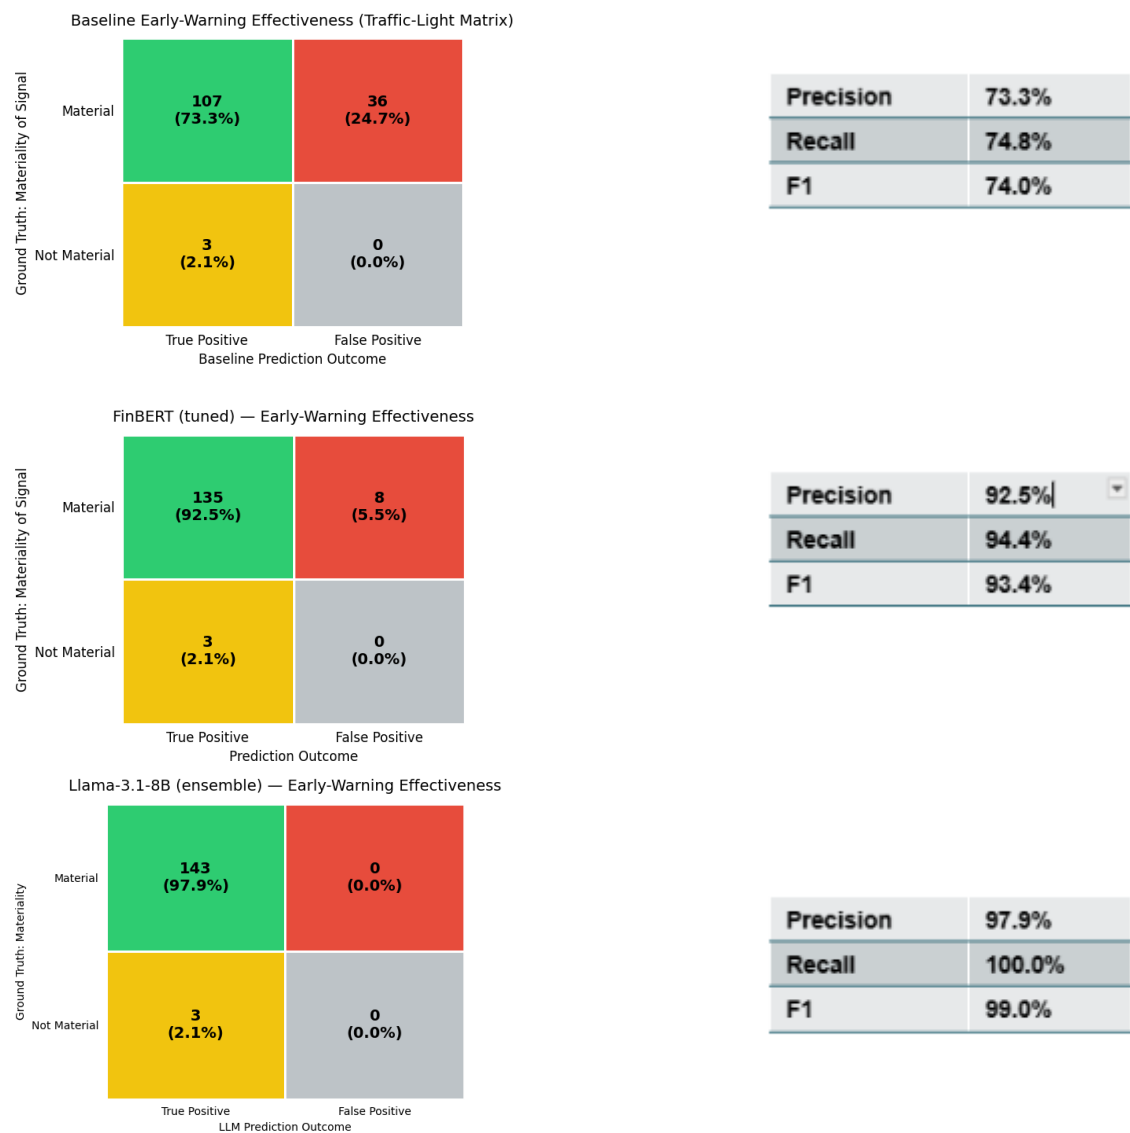 Baseline Early-Warning Effectiveness (Traffic-Light Matrix)
Ground Truth: Materiality of Signal
Material
107
(73.3%)
36
(24.7%)
Not Material
3
(2.1%)
0
(0.0%)
True Positive
False Positive
Baseline Prediction Outcome
Precision 73.3%
Recall 74.8%
F1 74.0%
FinBERT (tuned) — Early-Warning Effectiveness
Ground Truth: Materiality of Signal
Material
135
(92.5%)
8
(5.5%)
Not Material
3
(2.1%)
0
(0.0%)
True Positive
False Positive
Prediction Outcome
Precision 92.5%
Recall 94.4%
F1 93.4%
Llama-3.1-8B (ensemble) — Early-Warning Effectiveness
Ground Truth: Materiality
Material
143
(97.9%)
0
(0.0%)
Not Material
3
(2.1%)
0
(0.0%)
True Positive
False Positive
LLM Prediction Outcome
Precision 97.9%
Recall 100.0%
F1 99.0%